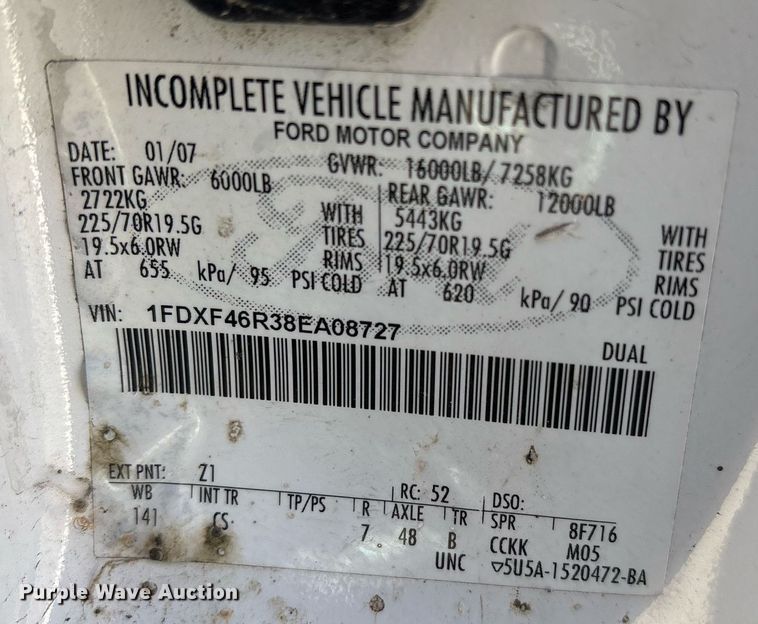 INCOMPLETE VEHICLE MANUFACTURED BY
FORD MOTOR COMPANY
DATE: 01/07 GVWR: 16000LB/ 7258KG
FRONT GAWR: 6000LB REAR GAWR: 12000LB
2722KG WITH 5443KG WITH
225/70R19.5G TIRES 225/70R19.5G TIRES
19.5x6.0RW RIMS 19.5x6.0RW RIMS
AT 655 kPa/ 95 PSI COLD AT 620 kPa/ 90 PSI COLD
VIN: 1FDXF46R38EA08727
DUAL
EXT PNT: Z1 RC: 52 DSO:
WB INT TR TP/PS R AXLE TR SPR 8F716
141 CS 7 48 B CCKK M05
UNC ▽5U5A-1520472-BA
Purple Wave Auction